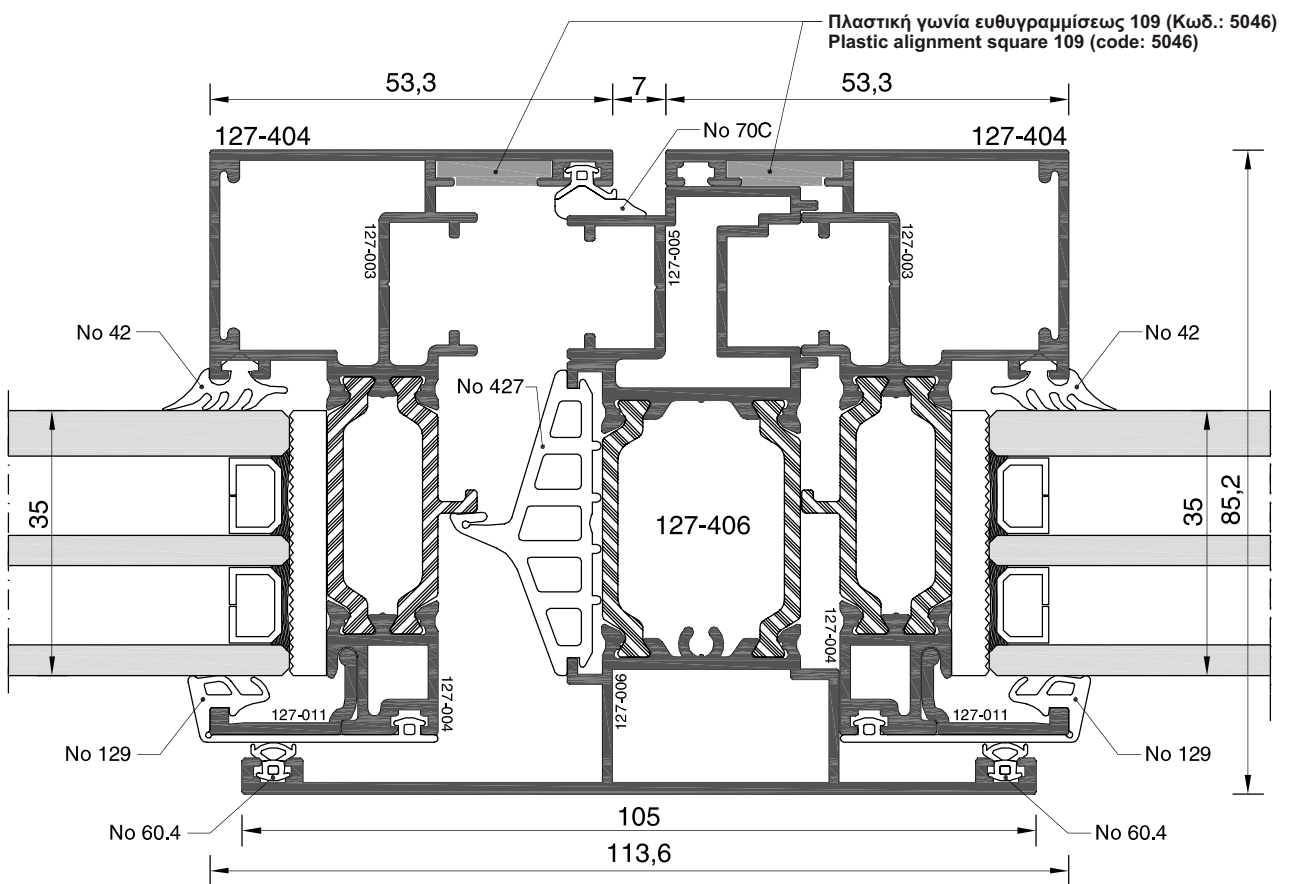 Πλαστική γωνία ευθυγραμμίσεως 109 (Κωδ.: 5046)
Plastic alignment square 109 (code: 5046)
53,3
7
53,3
127-404
No 70C
127-404
127-003
127-005
127-003
No 42
No 42
No 427
35
127-406
35
85,2
127-004
127-004
127-006
127-011
127-011
No 129
No 129
No 60.4
105
No 60.4
113,6